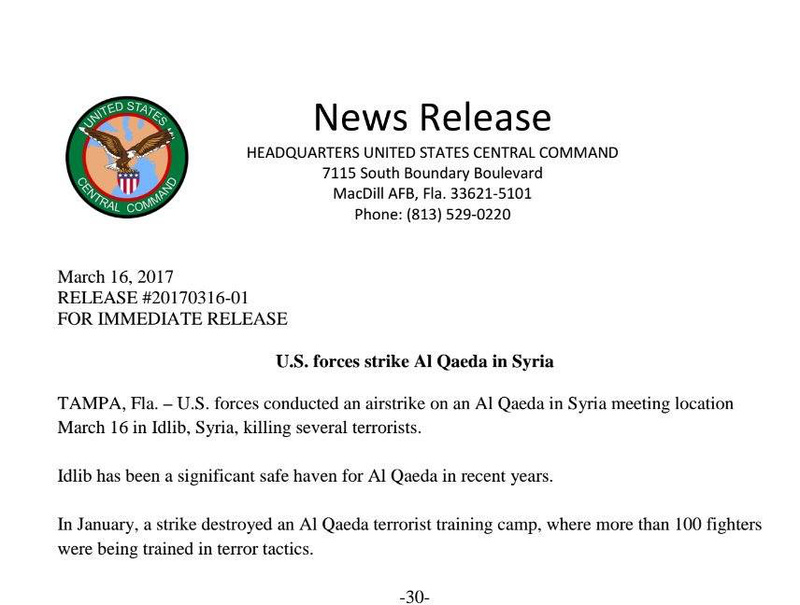 UNITED STATES
CENTRAL COMMAND
News Release
HEADQUARTERS UNITED STATES CENTRAL COMMAND
7115 South Boundary Boulevard
MacDill AFB, Fla. 33621-5101
Phone: (813) 529-0220
March 16, 2017
RELEASE #20170316-01
FOR IMMEDIATE RELEASE
U.S. forces strike Al Qaeda in Syria
TAMPA, Fla. – U.S. forces conducted an airstrike on an Al Qaeda in Syria meeting location
March 16 in Idlib, Syria, killing several terrorists.
Idlib has been a significant safe haven for Al Qaeda in recent years.
In January, a strike destroyed an Al Qaeda terrorist training camp, where more than 100 fighters
were being trained in terror tactics.
-30-